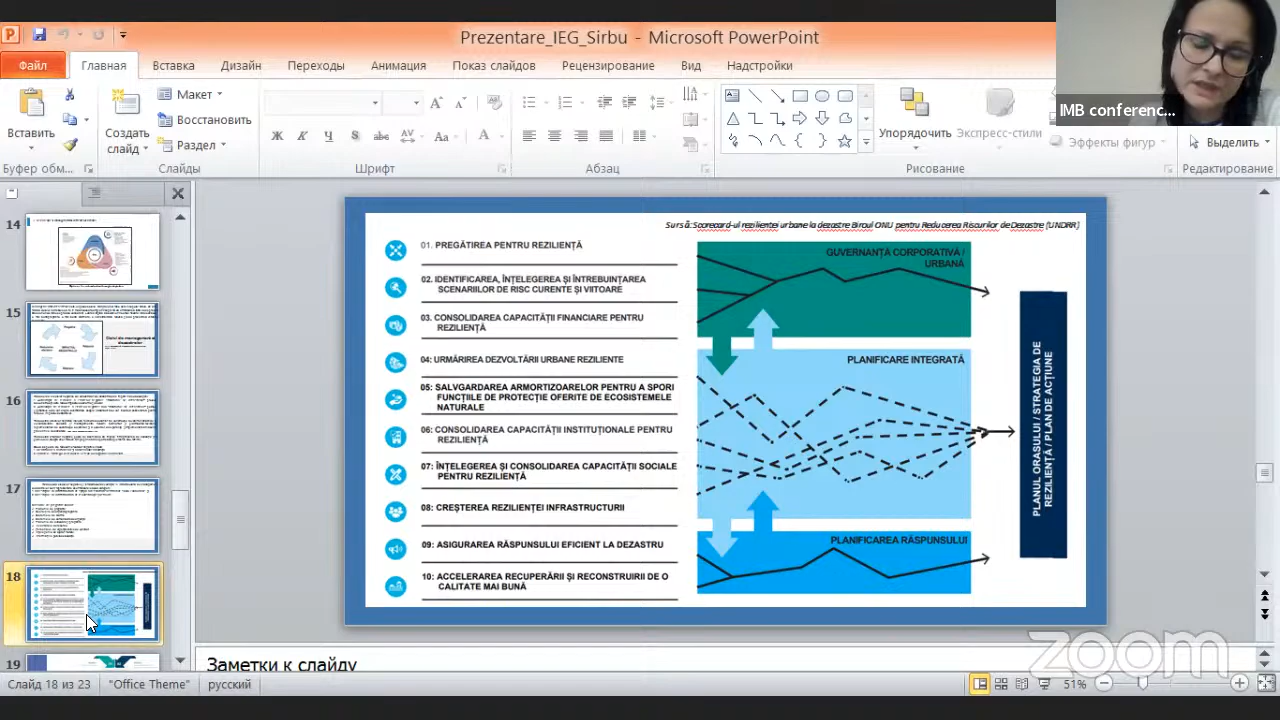 Prezentare_IEG_Sirbu - Microsoft PowerPoint
Файл
Главная
Вставка
Дизайн
Переходы
Анимация
Показ слайдов
Рецензирование
Вид
Надстройки
IMB conferenc...
Вставить
Создать
слайд
Макет
Восстановить
Раздел
Упорядочить
Экспресс-стили
Эффекты фигур
Выделить
Буфер обм...
Слайды
Шрифт
Абзац
Рисование
Редактирование
14
15
16
17
18
19
Sursă: Scorecard-ul rezilienței urbane la dezastre Biroul ONU pentru Reducerea Riscurilor de Dezastre (UNDRR)
01. PREGĂTIREA PENTRU REZILIENȚĂ
02. IDENTIFICAREA, ÎNȚELEGEREA ȘI ÎNTREBUINȚAREA
SCENARIILOR DE RISC CURENTE ȘI VIITOARE
03. CONSOLIDAREA CAPACITĂȚII FINANCIARE PENTRU
REZILIENȚĂ
04: URMĂRIREA DEZVOLTĂRII URBANE REZILIENTE
05: SALVGARDAREA ARMORTIZOARELOR PENTRU A SPORI
FUNCȚIILE DE PROTECȚIE OFERITE DE ECOSISTEMELE
NATURALE
06: CONSOLIDAREA CAPACITĂȚII INSTITUȚIONALE PENTRU
REZILIENȚĂ
07: ÎNȚELEGEREA ȘI CONSOLIDAREA CAPACITĂȚII SOCIALE
PENTRU REZILIENȚĂ
08: CREȘTEREA REZILIENȚEI INFRASTRUCTURII
09: ASIGURAREA RĂSPUNSULUI EFICIENT LA DEZASTRU
10: ACCELERAREA RECUPERĂRII ȘI RECONSTRUIRII DE O
CALITATE MAI BUNĂ
GUVERNANȚĂ CORPORATIVĂ /
URBANĂ
PLANIFICARE INTEGRATĂ
PLANIFICAREA RĂSPUNSULUI
PLANUL ORAȘULUI / STRATEGIA DE
REZILIENȚĂ / PLAN DE ACȚIUNE
Заметки к слайду
zoom
Слайд 18 из 23
"Office Theme"
русский
51%